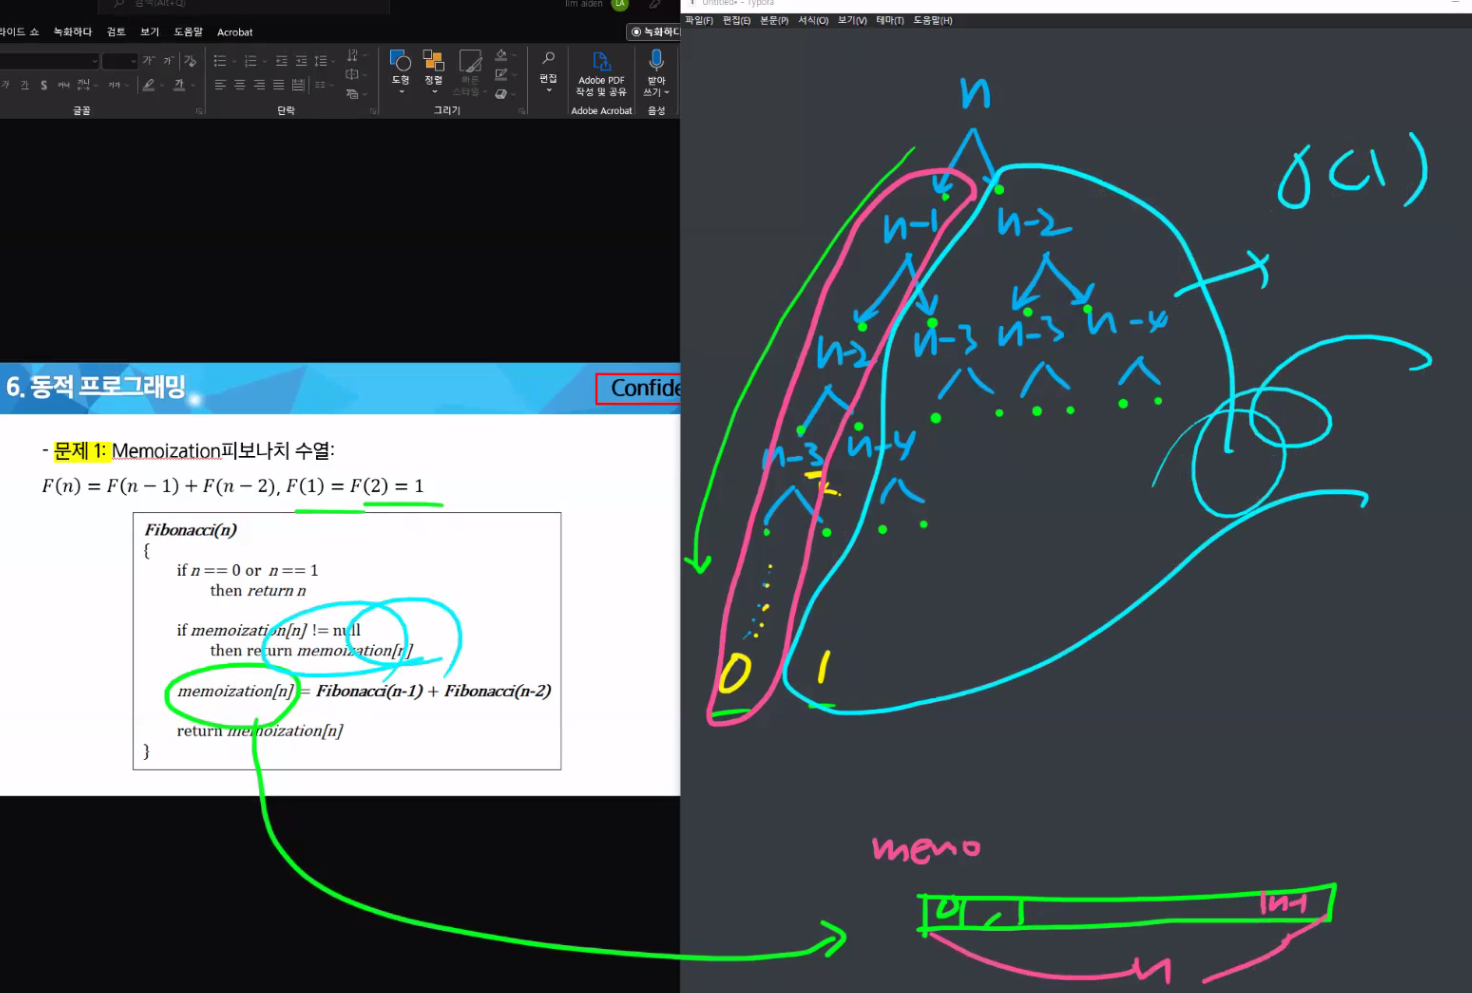 검색(Alt+Q)
lim aiden
LA
라이드 쇼 녹화하다 검토 보기 도움말 Acrobat
녹화하다
도형
정렬
빠른
스타일
편집
Adobe PDF
작성 및 공유
받아
쓰기
글꼴
단락
그리기
Adobe Acrobat
음성
6. 동적 프로그래밍
Confide
- 문제 1: Memoization피보나치 수열:
F(n) = F(n − 1) + F(n − 2), F(1) = F(2) = 1
Fibonacci(n)
{
if n == 0 or n == 1
then return n
if memoization[n] != null
then return memoization[n]
memoization[n] = Fibonacci(n-1) + Fibonacci(n-2)
return memoization[n]
}
Untitled• - Typora
파일(F) 편집(E) 본문(P) 서식(O) 보기(V) 테마(T) 도움말(H)
n
n-1 n-2
n-2 n-3 n-3 n-4
n-3 n-4
0 1
memo
0
n-1
n